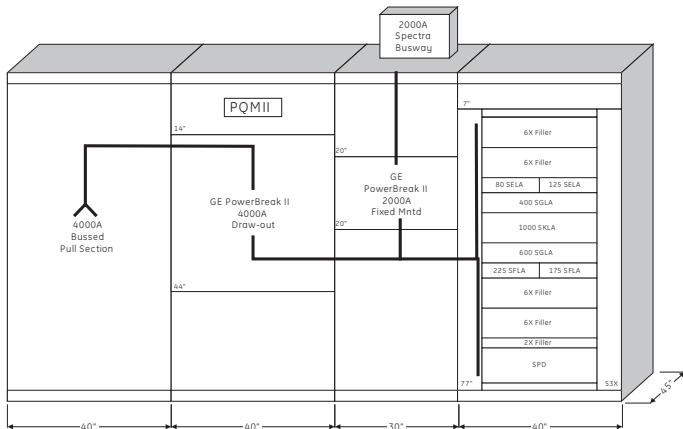 2000A
Spectra
Busway
PQMII
7"
14"
20"
6X Filler
6X Filler
80 SELA
125 SELA
GE
PowerBreak II
2000A
Fixed Mntd
GE PowerBreak II
4000A
Draw-out
400 SGLA
4000A
Bussed
Pull Section
20"
1000 SKLA
600 SGLA
225 SFLA
175 SFLA
44"
6X Filler
6X Filler
2X Filler
SPD
77"
53X
45"
40"
40"
30"
40"